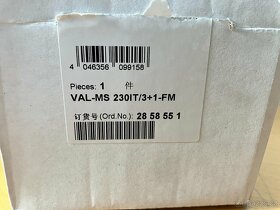 4 046356 099158
Pieces: 1 件
VAL-MS 230IT/3+1-FM
订货号(Ord.No.): 28 58 55 1